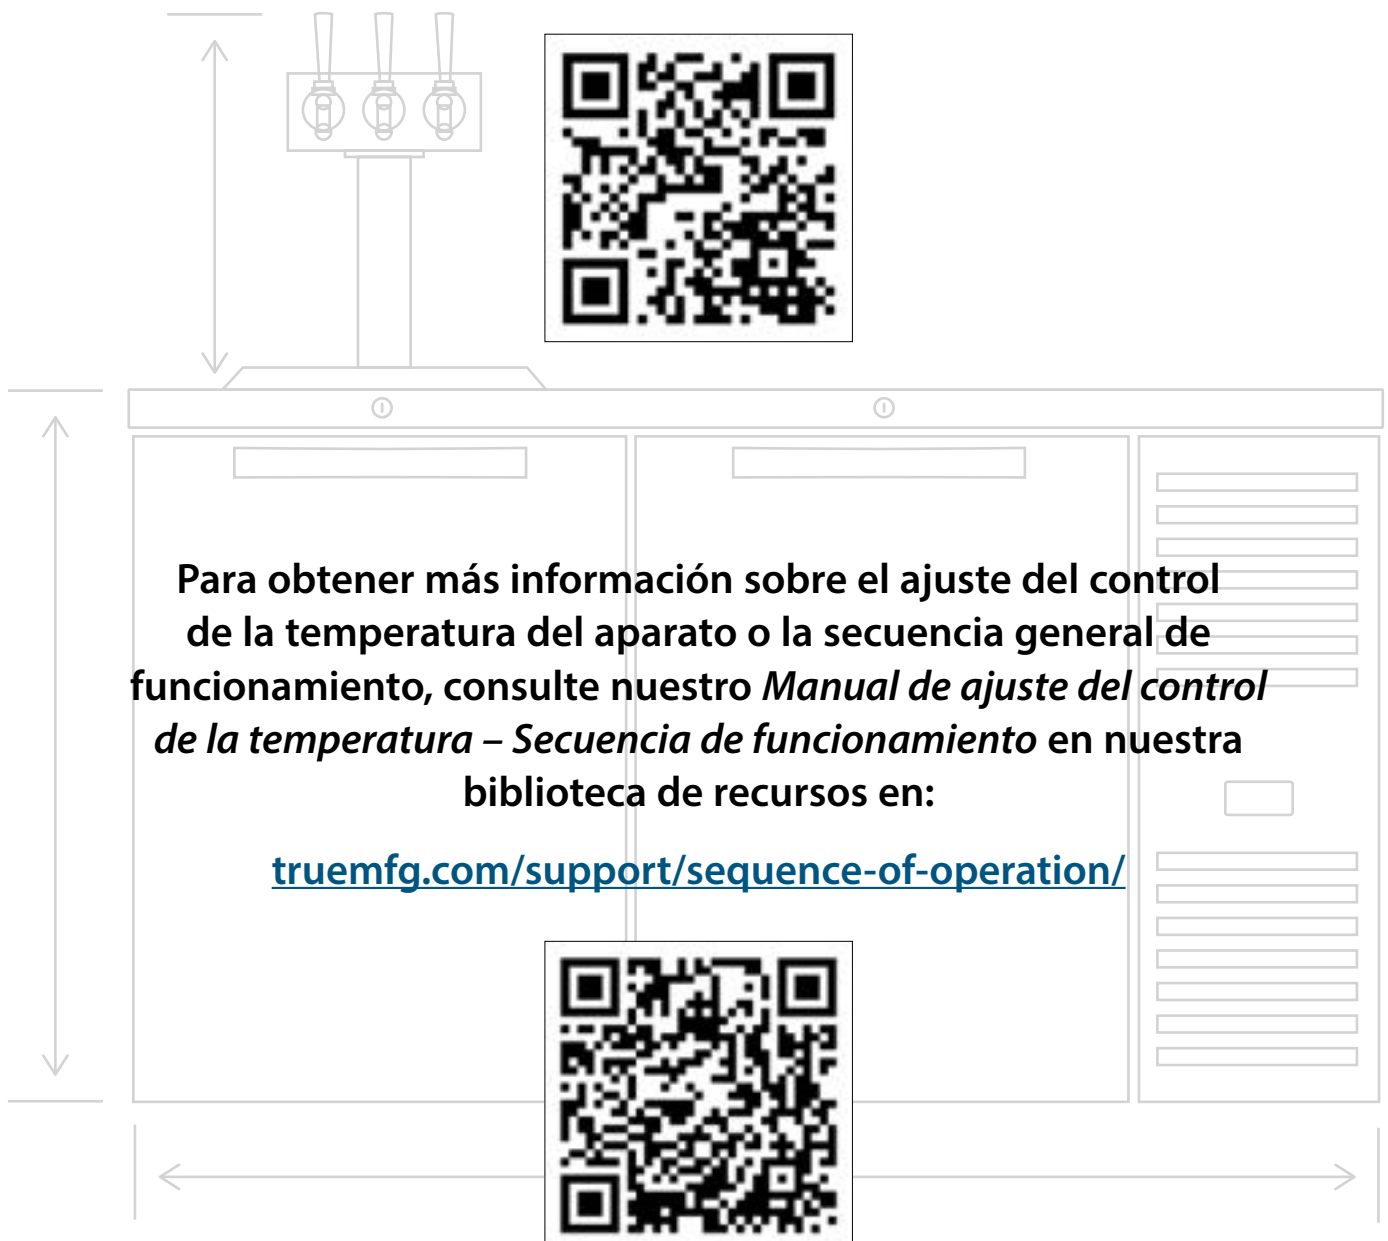 Para obtener más información sobre el ajuste del control
de la temperatura del aparato o la secuencia general de
funcionamiento, consulte nuestro Manual de ajuste del control
de la temperatura – Secuencia de funcionamiento en nuestra
biblioteca de recursos en:
truemfg.com/support/sequence-of-operation/